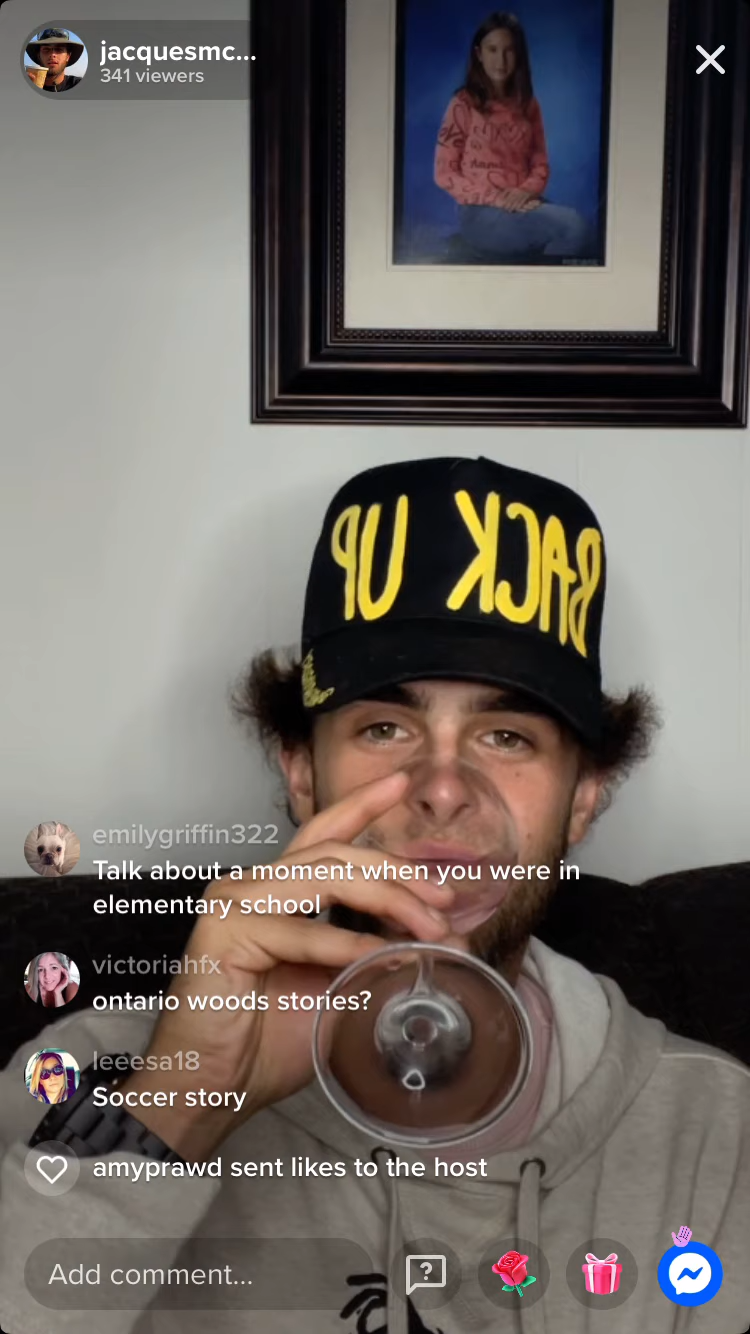 jacquesmc...
341 viewers
BACK UP
emilygriffin322
Talk about a moment when you were in
elementary school
victoriahfx
ontario woods stories?
leeesa18
Soccer story
amyprawd sent likes to the host
Add comment...